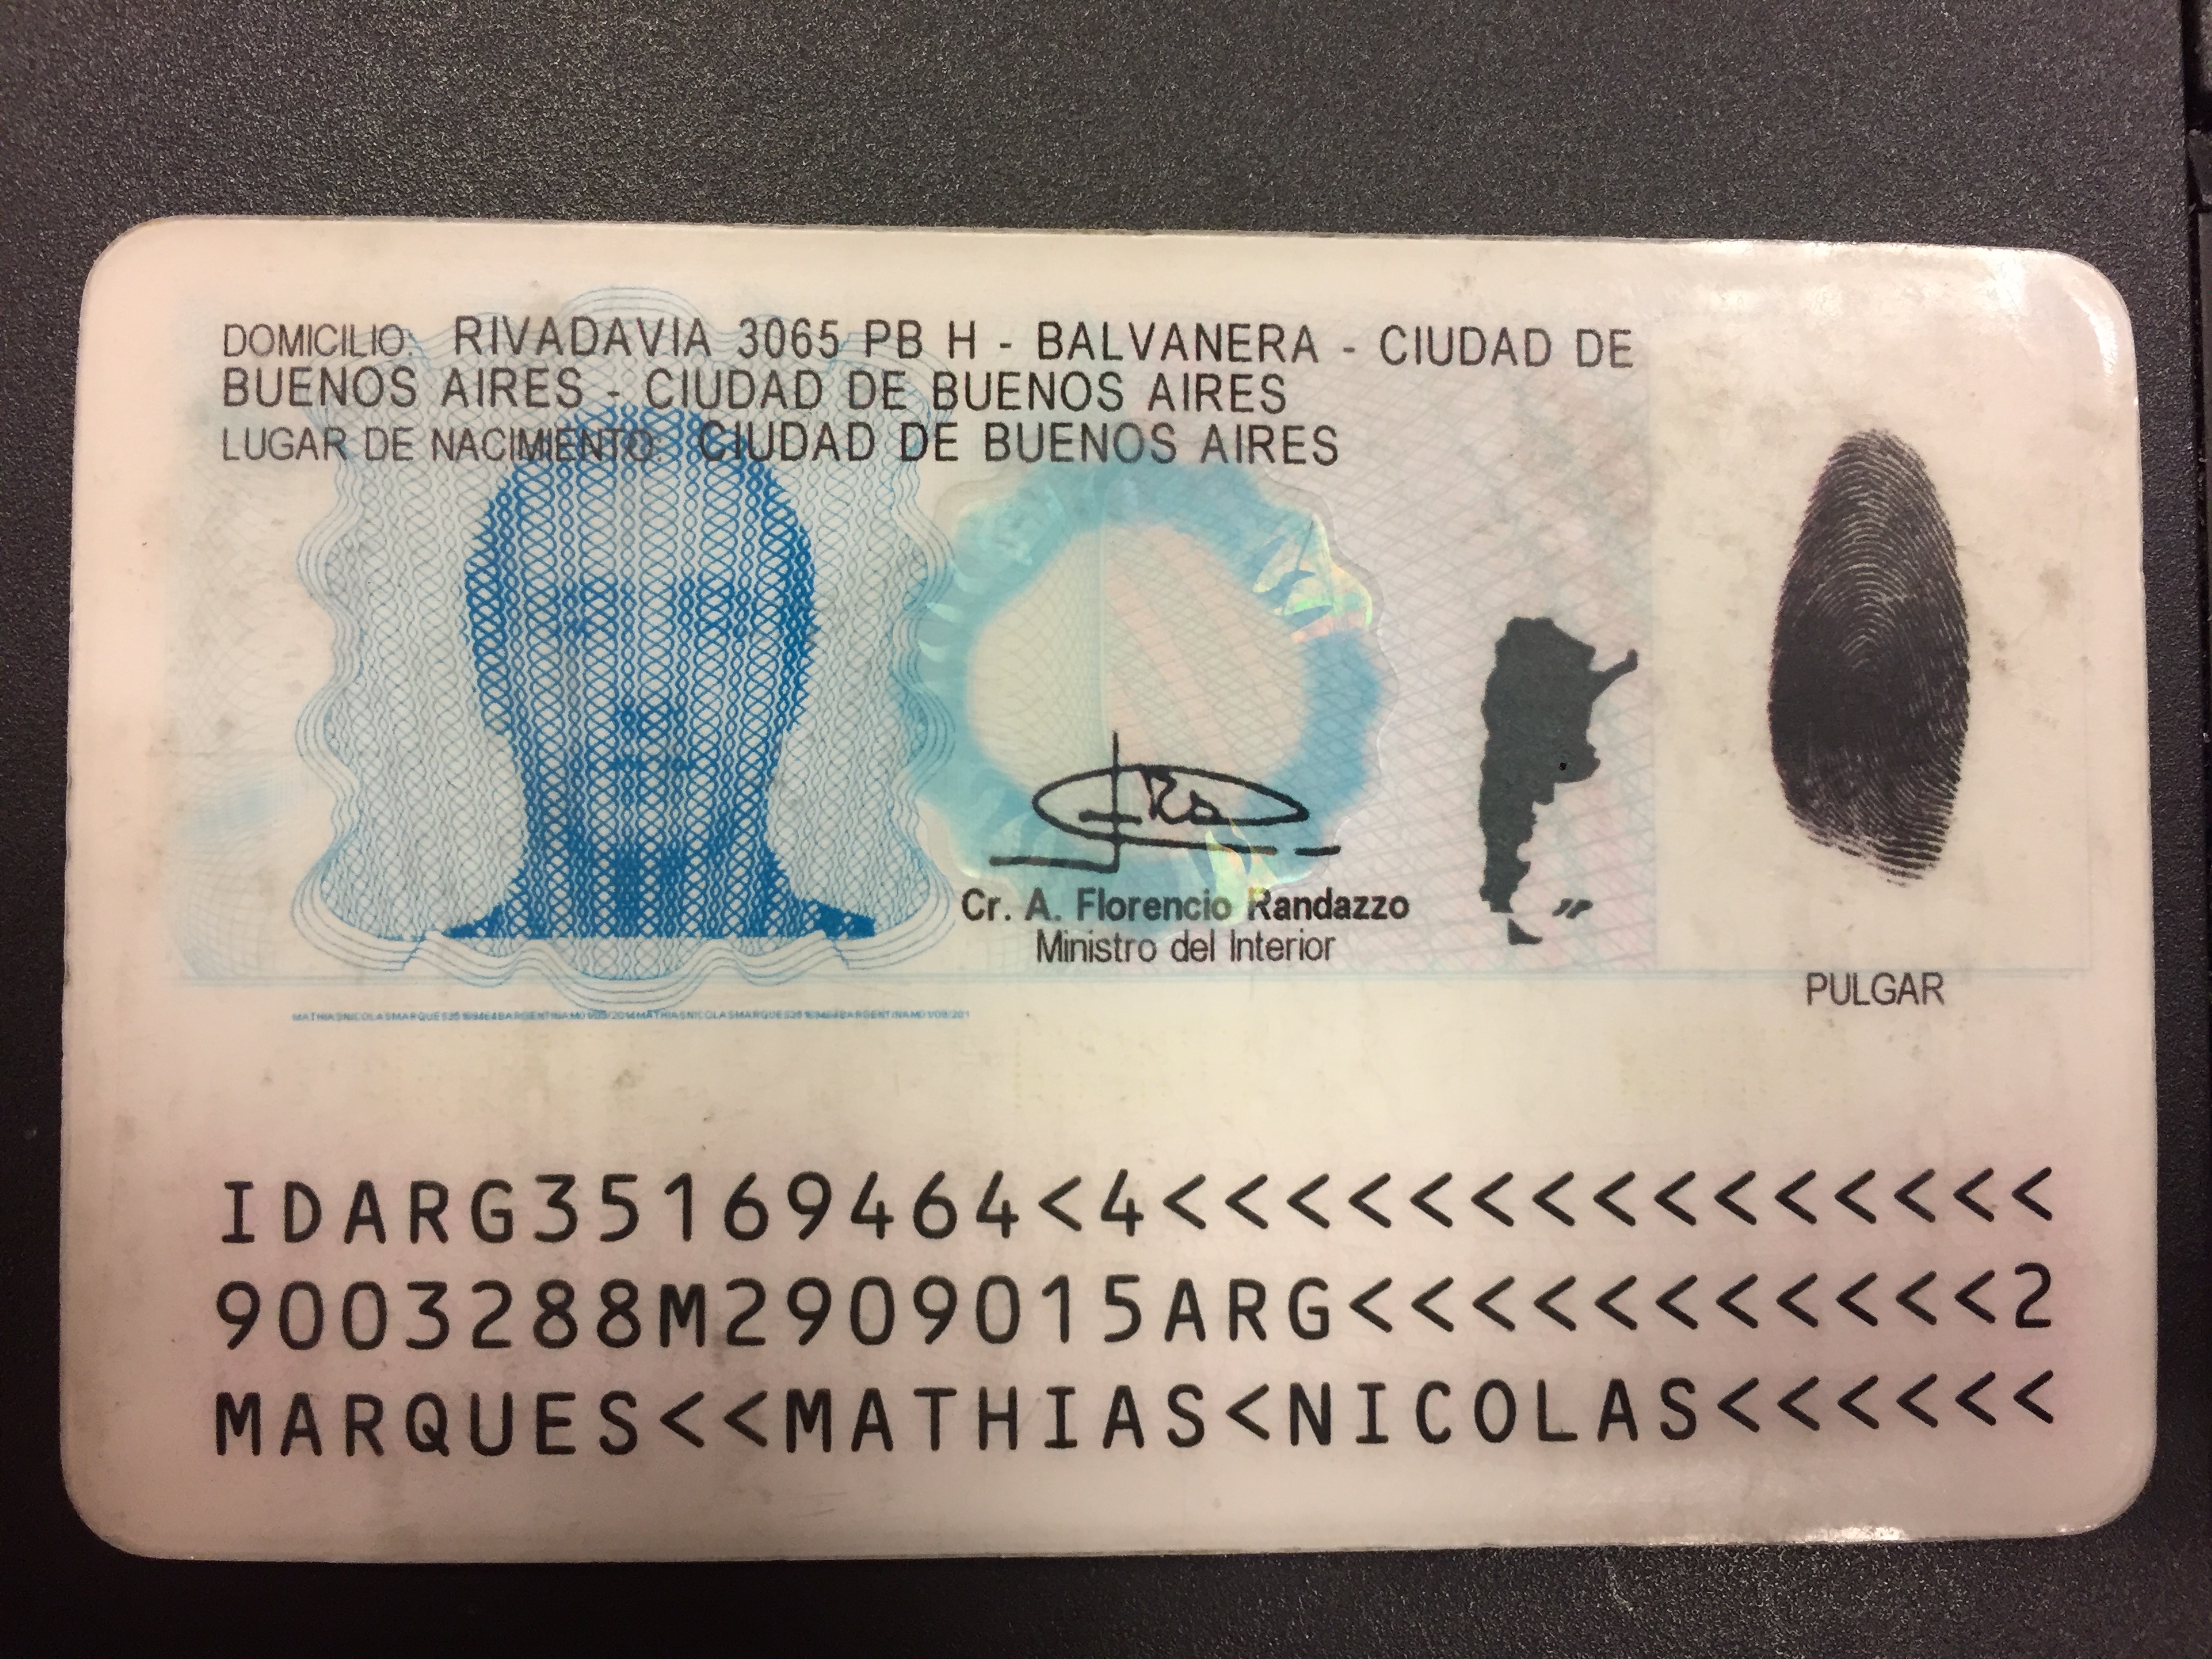 DOMICILIO: RIVADAVIA 3065 PB H - BALVANERA - CIUDAD DE
BUENOS AIRES - CIUDAD DE BUENOS AIRES
LUGAR DE NACIMIENTO: CIUDAD DE BUENOS AIRES
Cr. A. Florencio Randazzo
Ministro del Interior
PULGAR
IDARG35169464<4<<<<<<<<<<<<<<<
9003288M2909015ARG<<<<<<<<<<<2
MARQUES<<MATHIAS<NICOLAS<<<<<<